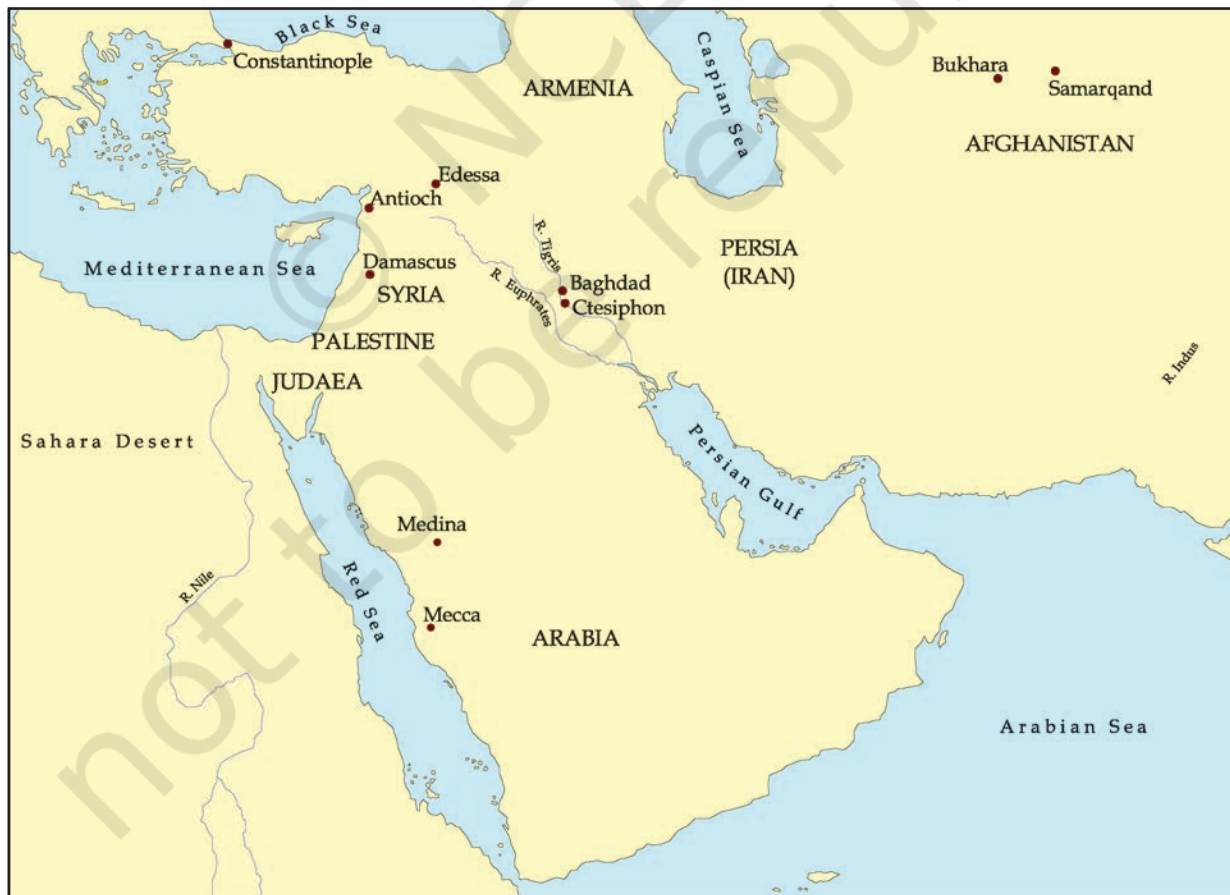 Black Sea
Constantinople
ARMENIA
Caspian Sea
Bukhara
Samarqand
AFGHANISTAN
Edessa
Antioch
R. Tigris
PERSIA
(IRAN)
Mediterranean Sea
Damascus
SYRIA
R. Euphrates
Baghdad
Ctesiphon
PALESTINE
JUDAEA
R. Indus
Sahara Desert
Persian Gulf
Medina
R. Nile
Red Sea
Mecca
ARABIA
Arabian Sea
not to be repu